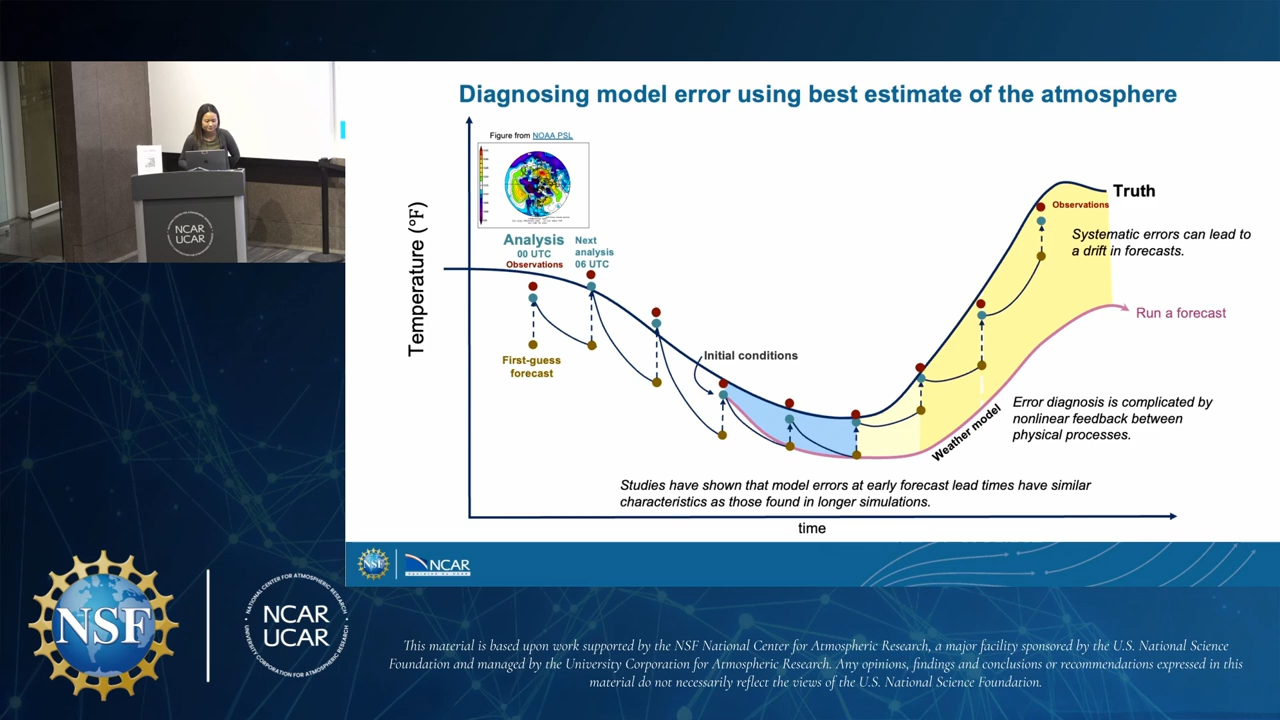 Diagnosing model error using best estimate of the atmosphere
Figure from NOAA PSL
Temperature (°F)
Analysis
00 UTC
Observations
Next
analysis
06 UTC
First-guess
forecast
Initial conditions
Truth
Observations
Systematic errors can lead to
a drift in forecasts.
Run a forecast
Error diagnosis is complicated by
nonlinear feedback between
physical processes.
Weather model
Studies have shown that model errors at early forecast lead times have similar
characteristics as those found in longer simulations.
time
NCAR
UCAR
NSF
NCAR
NSF
NATIONAL CENTER FOR ATMOSPHERIC RESEARCH
NCAR
UCAR
UNIVERSITY CORPORATION FOR ATMOSPHERIC RESEARCH
This material is based upon work supported by the NSF National Center for Atmospheric Research, a major facility sponsored by the U.S. National Science
Foundation and managed by the University Corporation for Atmospheric Research. Any opinions, findings and conclusions or recommendations expressed in this
material do not necessarily reflect the views of the U.S. National Science Foundation.